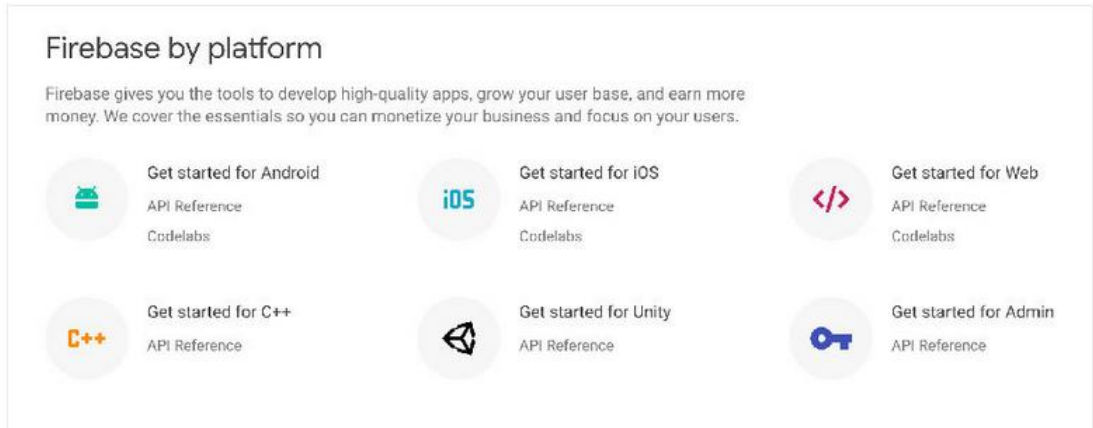 Firebase by platform
Firebase gives you the tools to develop high-quality apps, grow your user base, and earn more
money. We cover the essentials so you can monetize your business and focus on your users.
Get started for Android
API Reference
Codelabs
iOS
Get started for iOS
API Reference
Codelabs
</>
Get started for Web
API Reference
Codelabs
C++
Get started for C++
API Reference
Get started for Unity
API Reference
Get started for Admin
API Reference